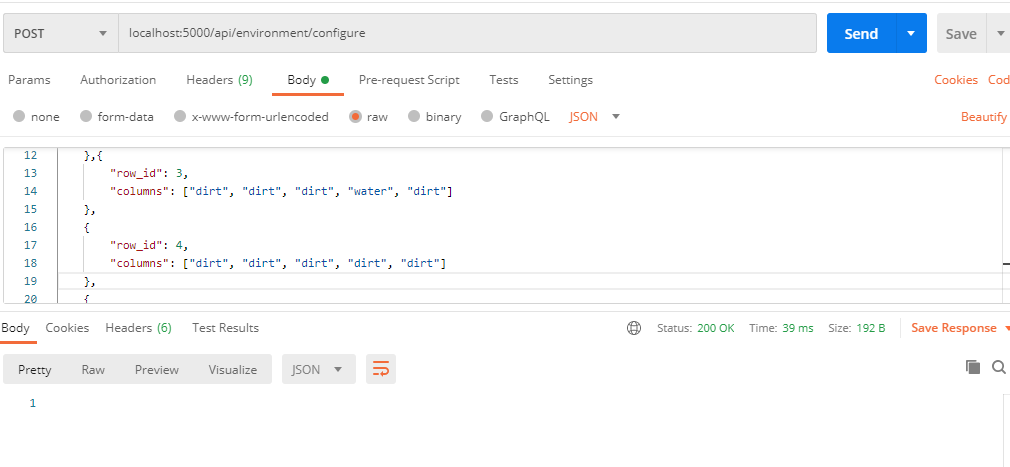 POST localhost:5000/api/environment/configure Send Save
Params Authorization Headers (9) Body Pre-request Script Tests Settings Cookies Cod
none form-data x-www-form-urlencoded raw binary GraphQL JSON Beautify
12 },{
13 "row_id": 3,
14 "columns": ["dirt", "dirt", "dirt", "water", "dirt"]
15 },
16 {
17 "row_id": 4,
18 "columns": ["dirt", "dirt", "dirt", "dirt", "dirt"]
19 },
20 {
Body Cookies Headers (6) Test Results Status: 200 OK Time: 39 ms Size: 192 B Save Response
Pretty Raw Preview Visualize JSON
1